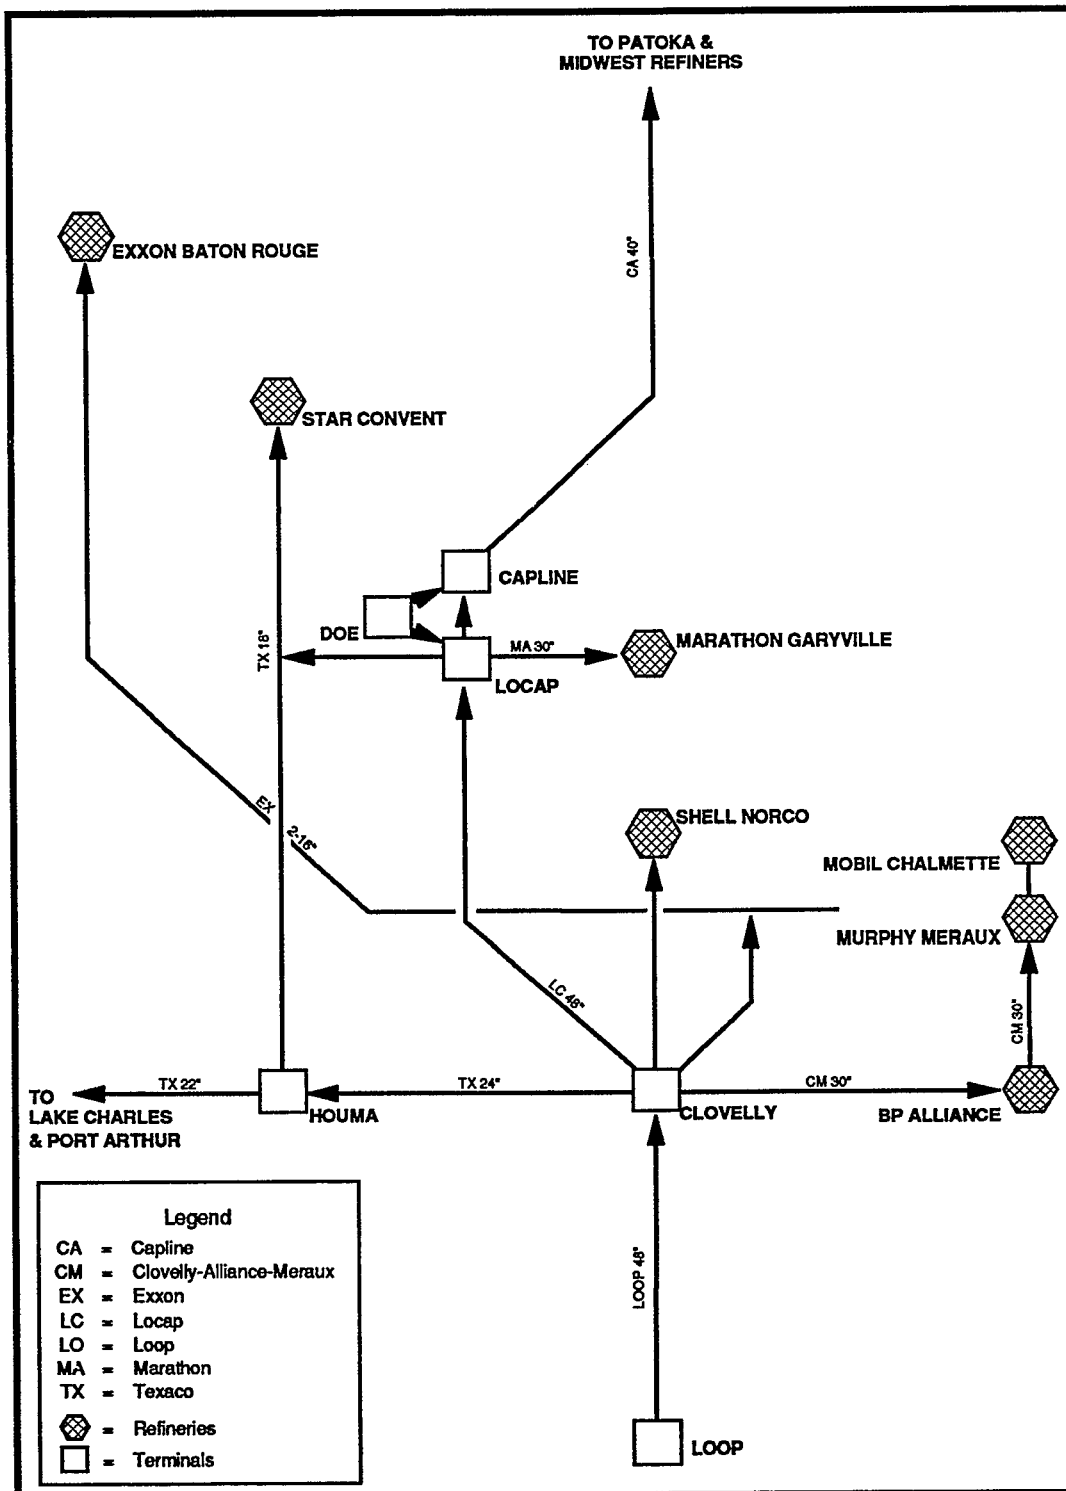 TO PATOKA &
MIDWEST REFINERS
CA 40"
EXXON BATON ROUGE
STAR CONVENT
CAPLINE
DOE
TX 18"
MA 30"
MARATHON GARYVILLE
LOCAP
EX 2-16"
SHELL NORCO
MOBIL CHALMETTE
MURPHY MERAUX
LC 48"
CM 30"
TX 22"
TX 24"
CM 30"
TO
LAKE CHARLES
& PORT ARTHUR
HOUMA
CLOVELLY
BP ALLIANCE
LOOP 48"
LOOP
Legend
CA = Capline
CM = Clovelly-Alliance-Meraux
EX = Exxon
LC = Locap
LO = Loop
MA = Marathon
TX = Texaco
= Refineries
= Terminals